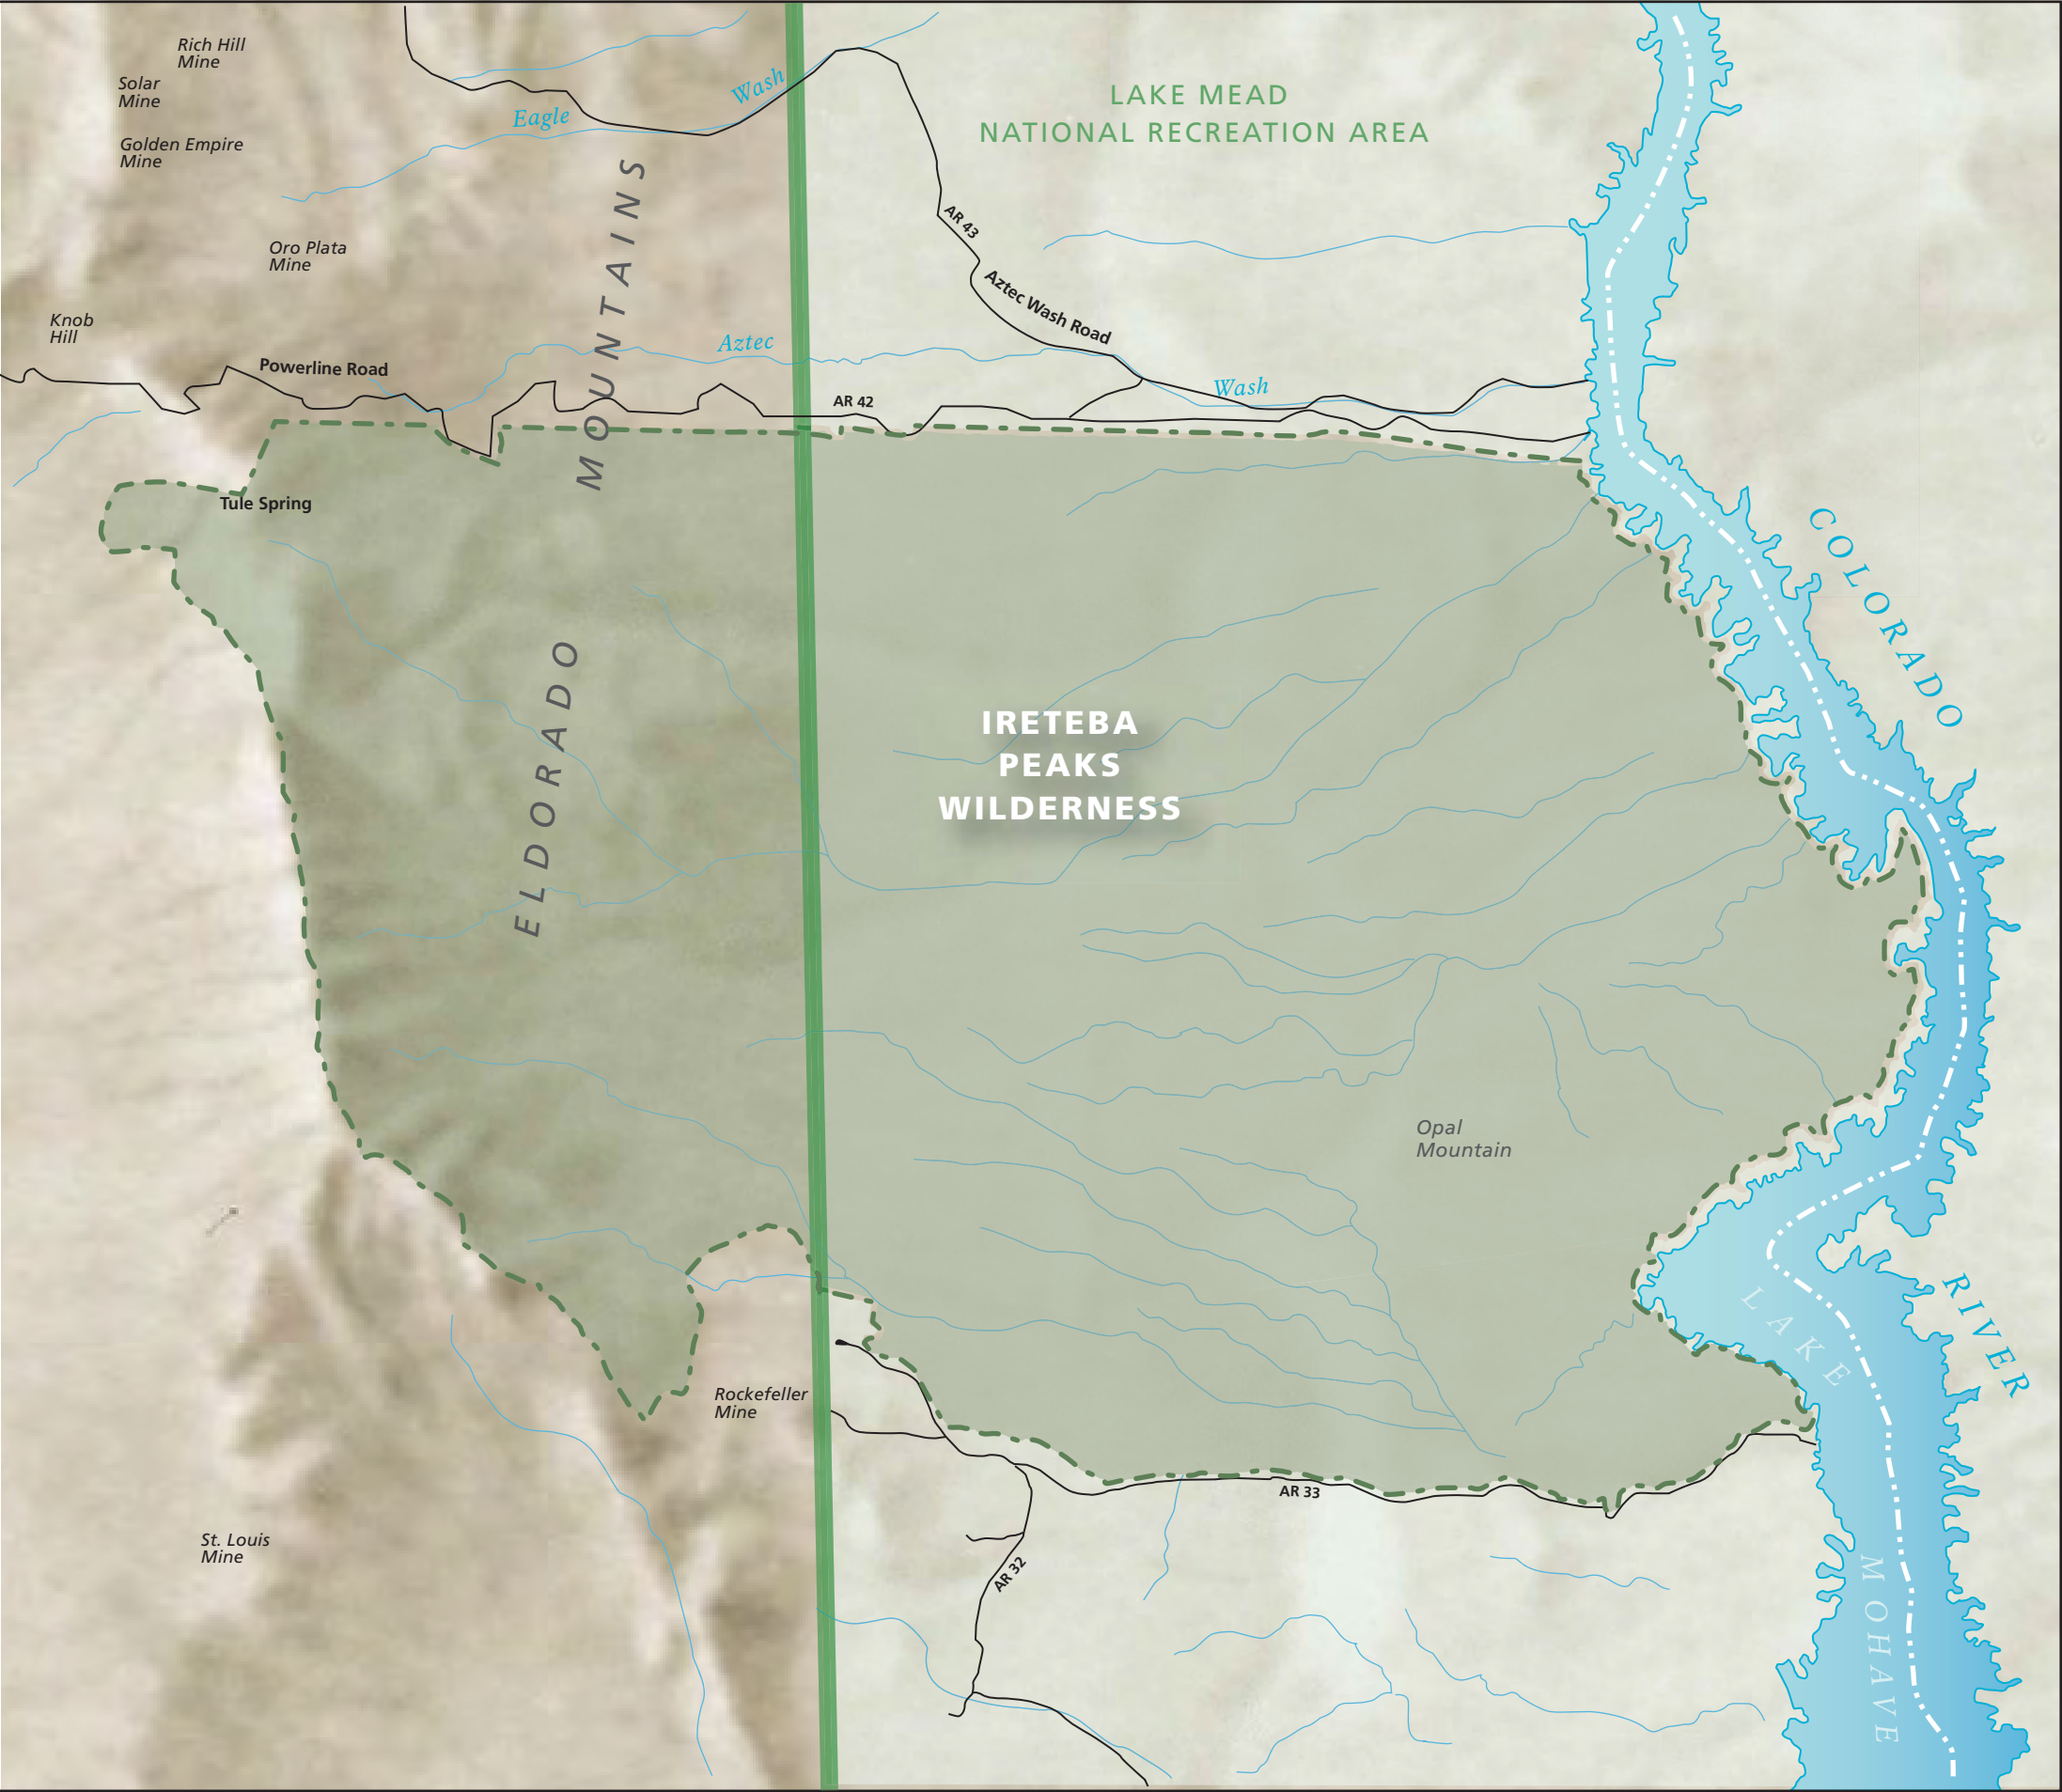 Rich Hill
Mine
Solar
Mine
Golden Empire
Mine
Eagle
Wash
LAKE MEAD
NATIONAL RECREATION AREA
Oro Plata
Mine
AR 43
Aztec Wash Road
Knob
Hill
Powerline Road
Aztec
Wash
AR 42
Tule Spring
ELDORADO
MOUNTAINS
COLORADO
RIVER
IRETEBA
PEAKS
WILDERNESS
Opal
Mountain
LAKE
MOHAVE
Rockefeller
Mine
AR 33
AR 32
St. Louis
Mine